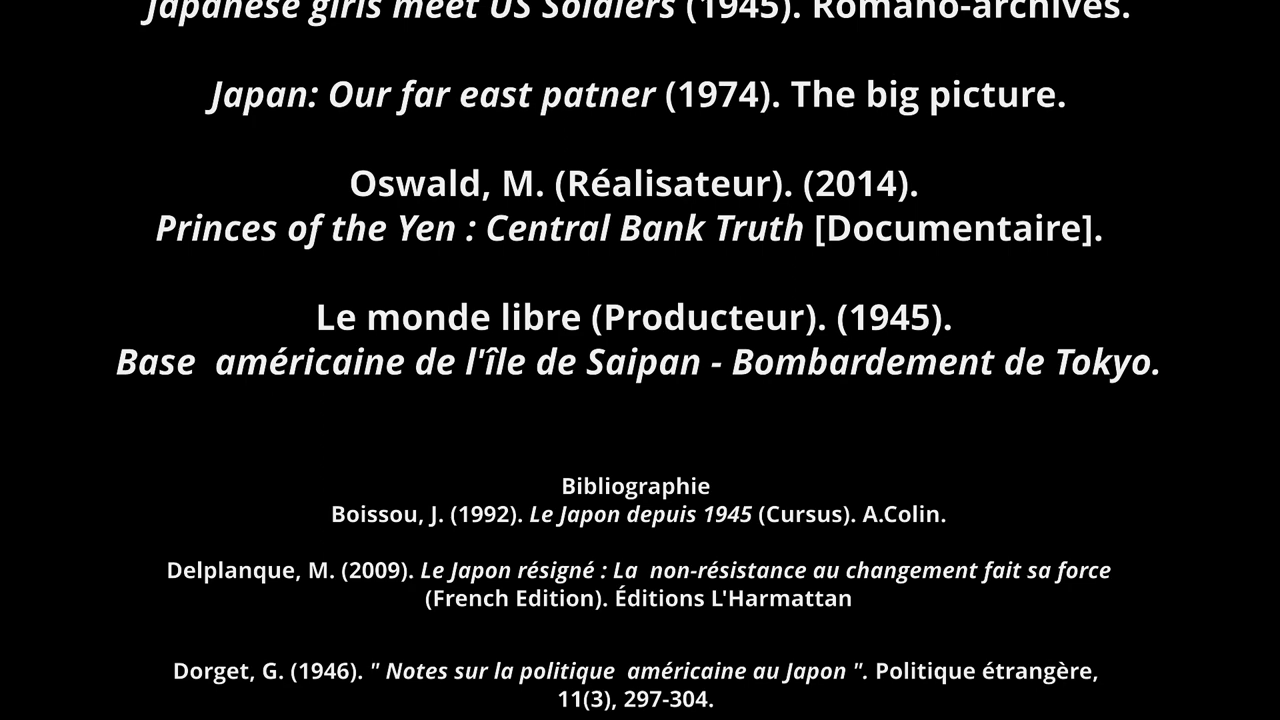 Japanese girls meet US Soldiers (1945). Romano-archives.
Japan: Our far east patner (1974). The big picture.
Oswald, M. (Réalisateur). (2014).
Princes of the Yen : Central Bank Truth [Documentaire].
Le monde libre (Producteur). (1945).
Base  américaine de l'île de Saipan - Bombardement de Tokyo.
Bibliographie
Boissou, J. (1992). Le Japon depuis 1945 (Cursus). A.Colin.
Delplanque, M. (2009). Le Japon résigné : La  non-résistance au changement fait sa force
(French Edition). Éditions L'Harmattan
Dorget, G. (1946). " Notes sur la politique  américaine au Japon ". Politique étrangère,
11(3), 297-304.